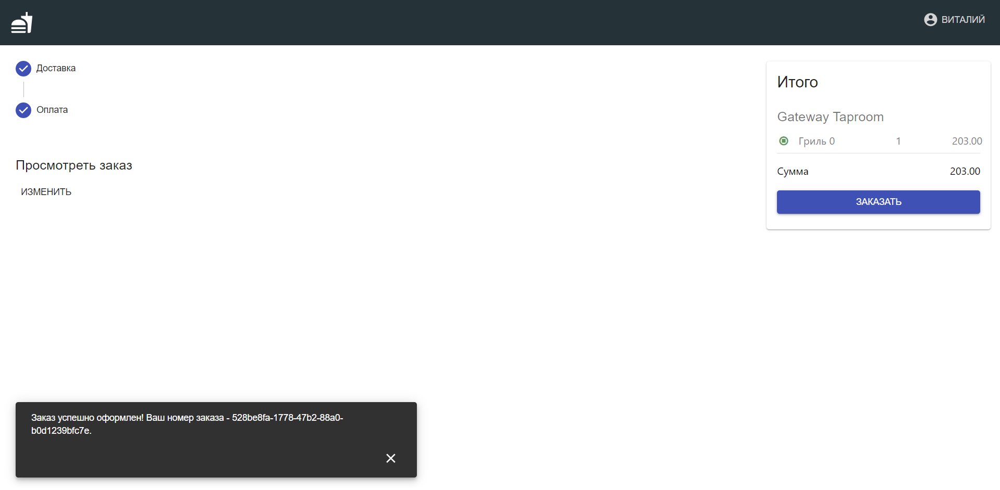 ВИТАЛИЙ
Доставка
Оплата
Просмотреть заказ
ИЗМЕНИТЬ
Итого
Gateway Taproom
Гриль 0 1 203.00
Сумма 203.00
ЗАКАЗАТЬ
Заказ успешно оформлен! Ваш номер заказа - 528be8fa-1778-47b2-88a0-
b0d1239bfc7e.